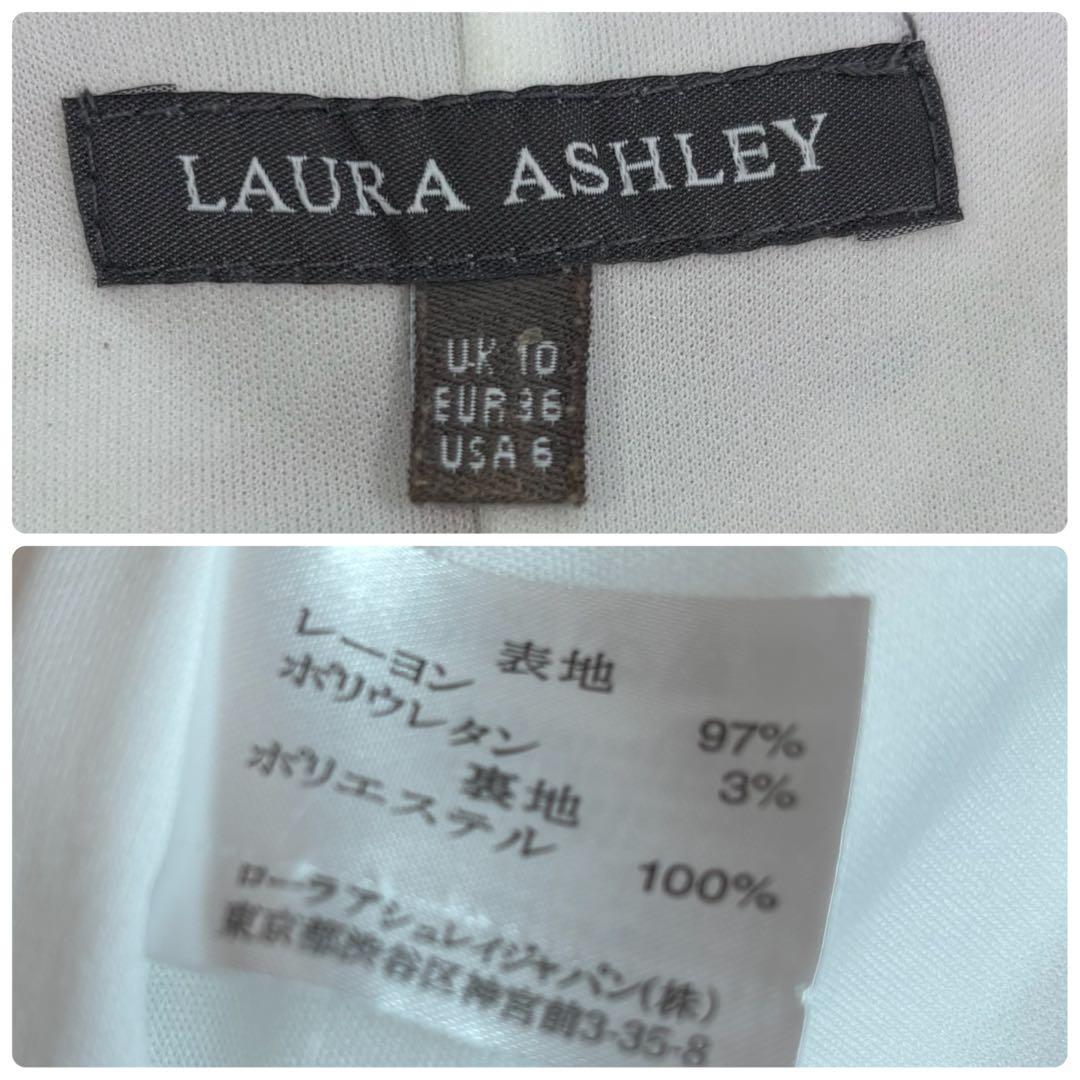 LAURA ASHLEY
UK 10
EUR 36
USA 6
表地
レーヨン 97%
ポリウレタン 3%
裏地
ポリエステル 100%
ローラアシュレイジャパン(株)
東京都渋谷区神宮前3-35-8